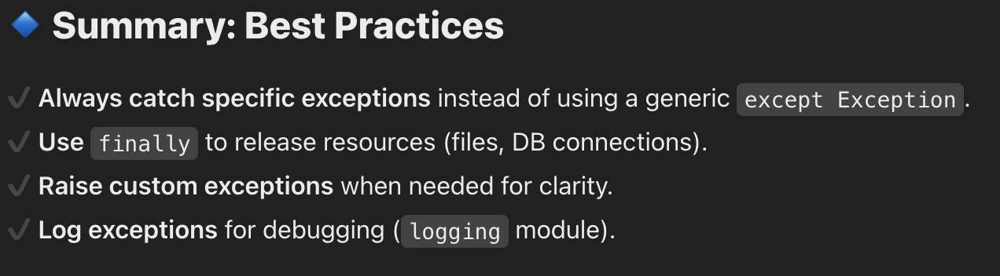 🔹 Summary: Best Practices
✔ Always catch specific exceptions instead of using a generic except Exception.
✔ Use finally to release resources (files, DB connections).
✔ Raise custom exceptions when needed for clarity.
✔ Log exceptions for debugging (logging module).